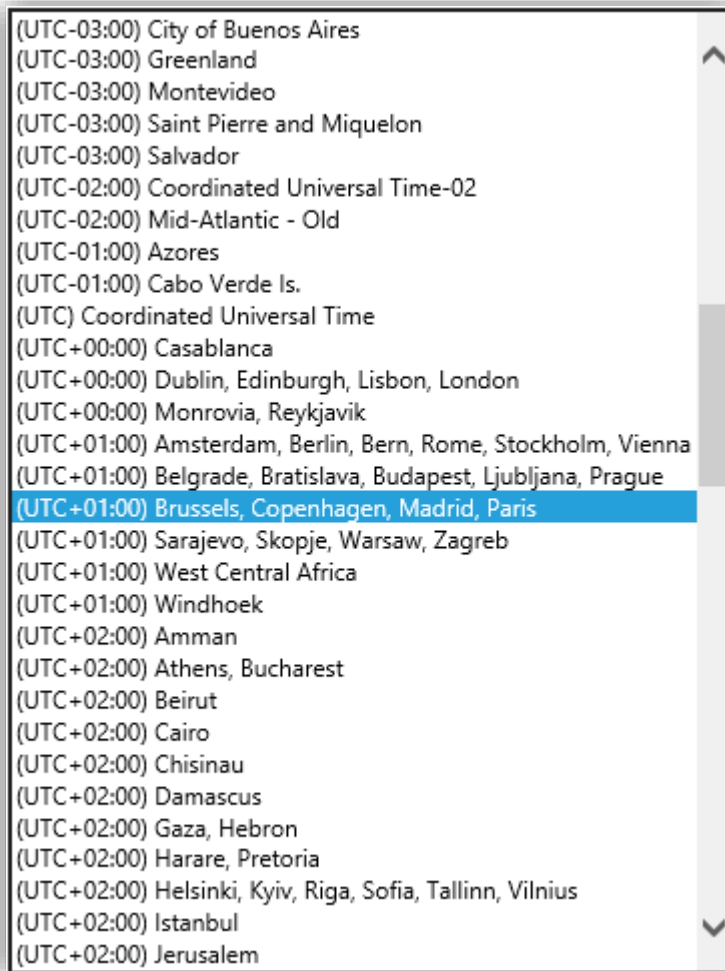 (UTC-03:00) City of Buenos Aires
(UTC-03:00) Greenland
(UTC-03:00) Montevideo
(UTC-03:00) Saint Pierre and Miquelon
(UTC-03:00) Salvador
(UTC-02:00) Coordinated Universal Time-02
(UTC-02:00) Mid-Atlantic - Old
(UTC-01:00) Azores
(UTC-01:00) Cabo Verde Is.
(UTC) Coordinated Universal Time
(UTC+00:00) Casablanca
(UTC+00:00) Dublin, Edinburgh, Lisbon, London
(UTC+00:00) Monrovia, Reykjavik
(UTC+01:00) Amsterdam, Berlin, Bern, Rome, Stockholm, Vienna
(UTC+01:00) Belgrade, Bratislava, Budapest, Ljubljana, Prague
(UTC+01:00) Brussels, Copenhagen, Madrid, Paris
(UTC+01:00) Sarajevo, Skopje, Warsaw, Zagreb
(UTC+01:00) West Central Africa
(UTC+01:00) Windhoek
(UTC+02:00) Amman
(UTC+02:00) Athens, Bucharest
(UTC+02:00) Beirut
(UTC+02:00) Cairo
(UTC+02:00) Chisinau
(UTC+02:00) Damascus
(UTC+02:00) Gaza, Hebron
(UTC+02:00) Harare, Pretoria
(UTC+02:00) Helsinki, Kyiv, Riga, Sofia, Tallinn, Vilnius
(UTC+02:00) Istanbul
(UTC+02:00) Jerusalem